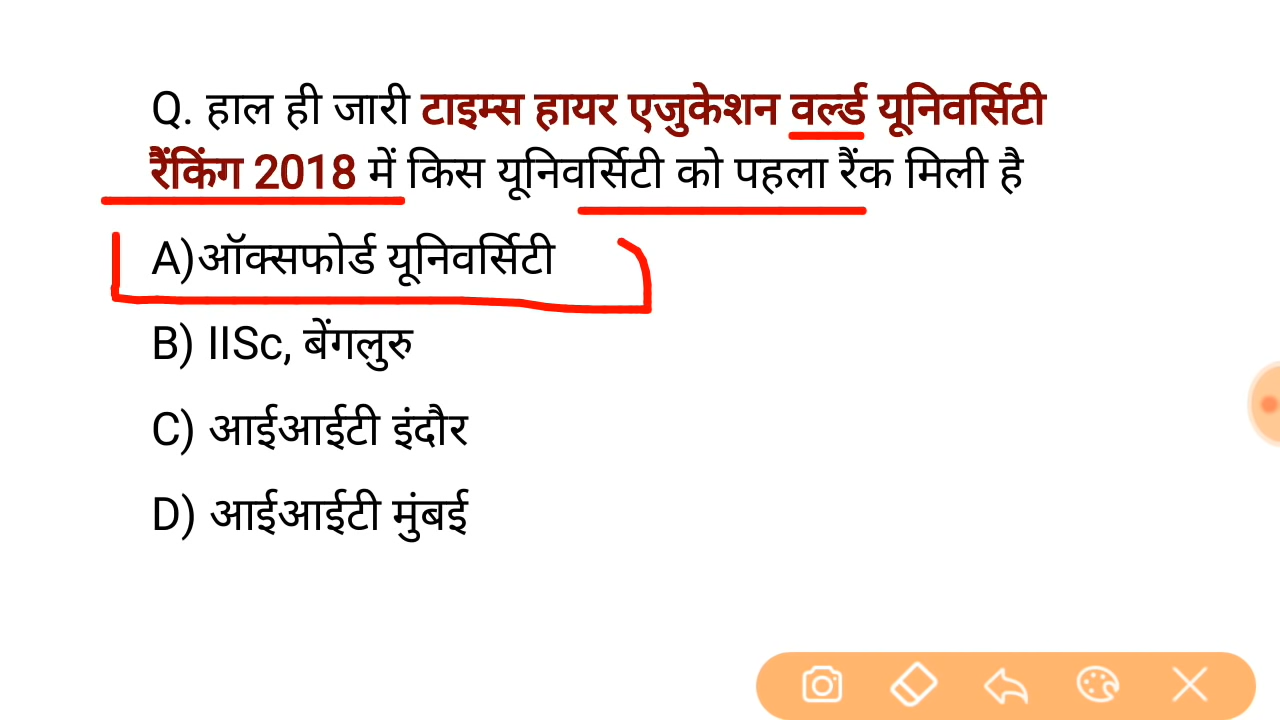 Q. हाल ही जारी टाइम्स हायर एजुकेशन वर्ल्ड यूनिवर्सिटी
रैंकिंग 2018 में किस यूनिवर्सिटी को पहला रैंक मिली है
A)ऑक्सफोर्ड यूनिवर्सिटी
B) IISc, बेंगलुरु
C) आईआईटी इंदौर
D) आईआईटी मुंबई